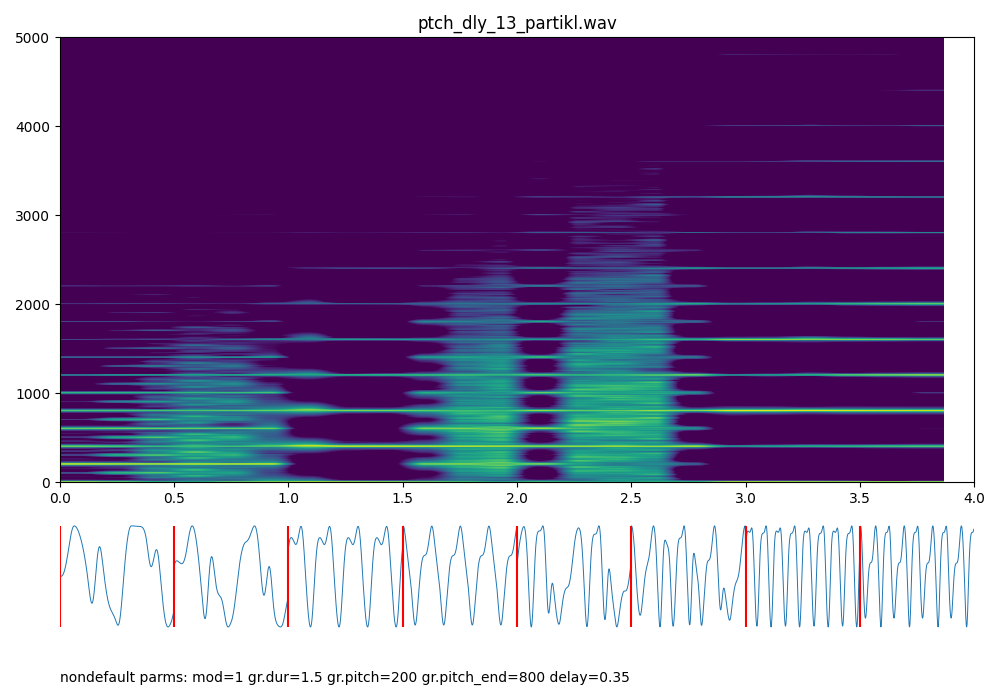 ptch_dly_13_partikl.wav
5000
4000
3000
2000
1000
0
0.0 0.5 1.0 1.5 2.0 2.5 3.0 3.5 4.0
nondefault parms: mod=1 gr.dur=1.5 gr.pitch=200 gr.pitch_end=800 delay=0.35